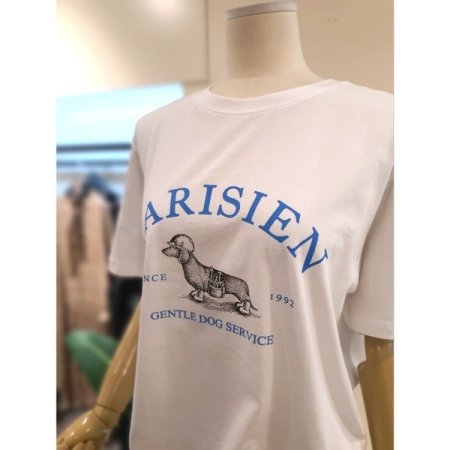 ARISIEN
NCE 1992
GENTLE DOG SERVICE